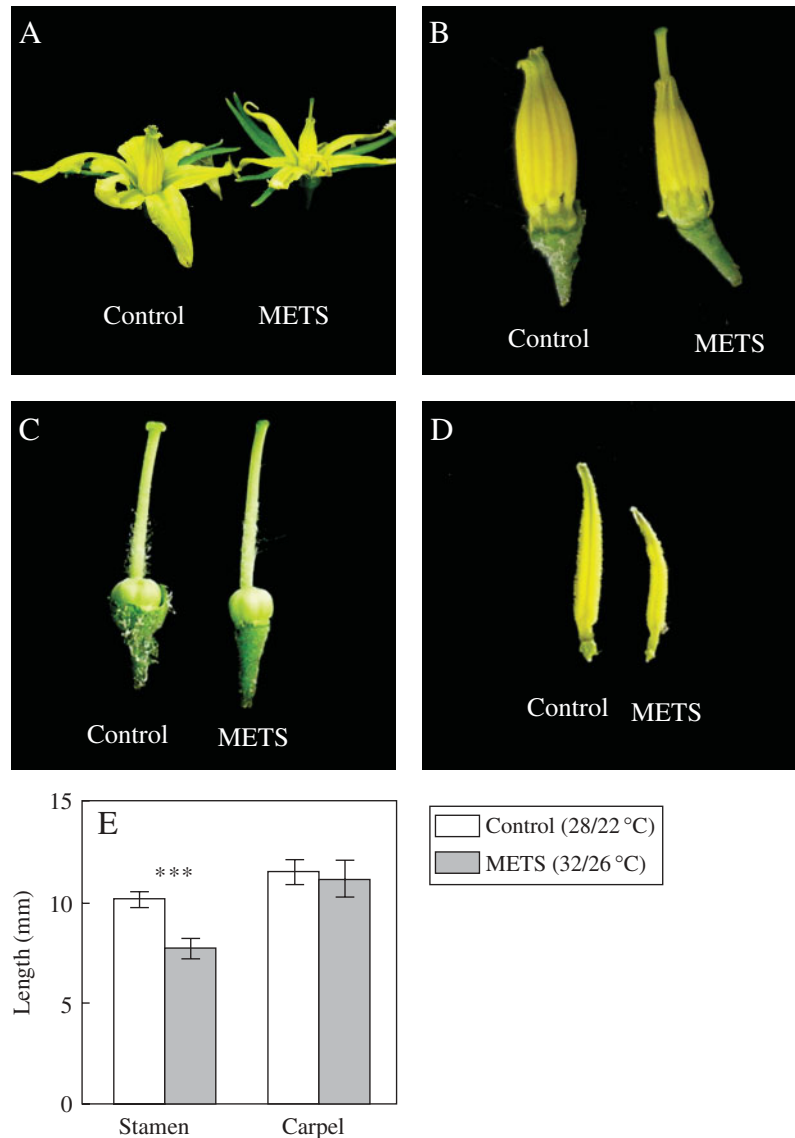 A
Control METS
B
Control
METS
C
Control METS
D
Control METS
E
15
10
5
0
Length (mm)
***
Stamen Carpel
Control (28/22 °C)
METS (32/26 °C)